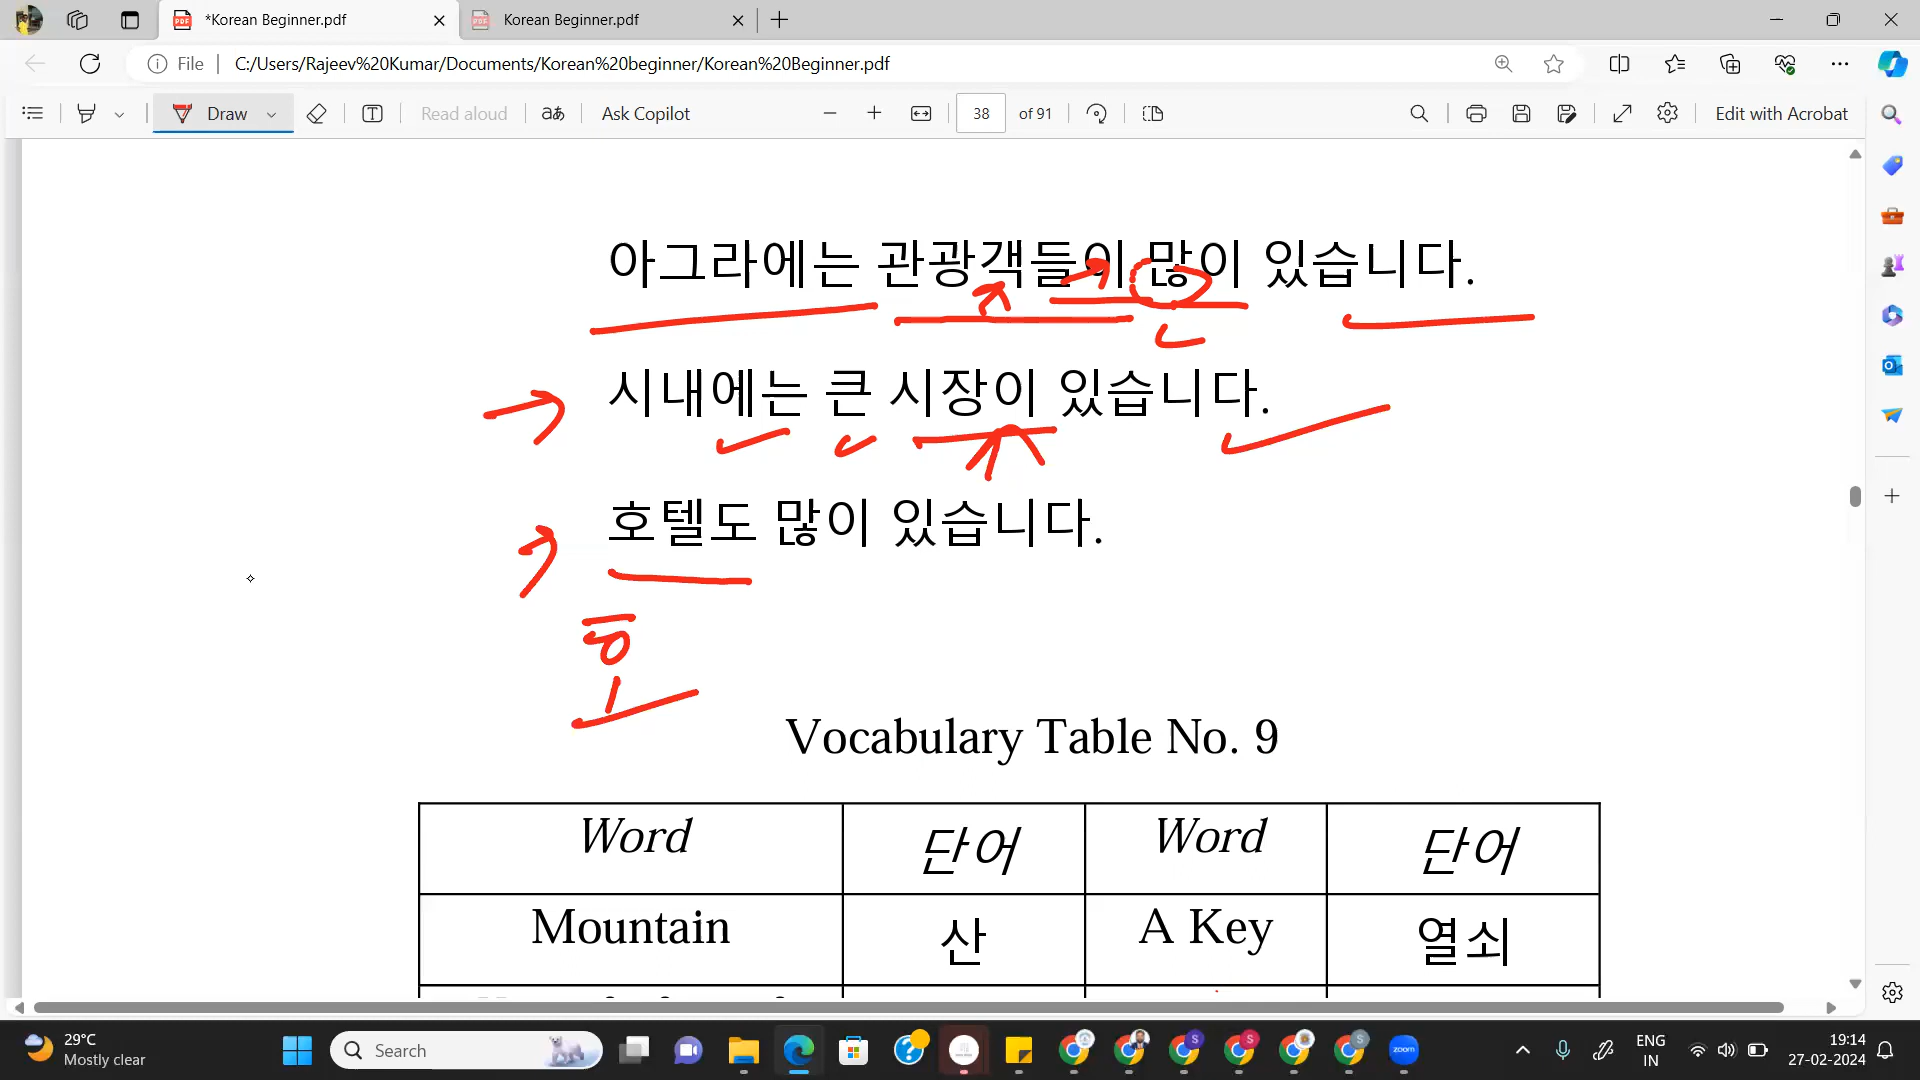 *Korean Beginner.pdf
Korean Beginner.pdf
File
C:/Users/Rajeev%20Kumar/Documents/Korean%20beginner/Korean%20Beginner.pdf
Draw
Read aloud
aあ
Ask Copilot
38 of 91
Edit with Acrobat
아그라에는 관광객들이 많이 있습니다.
시내에는 큰 시장이 있습니다.
호텔도 많이 있습니다.
호
Vocabulary Table No. 9
Word 단어 Word 단어
Mountain 산 A Key 열쇠
29°C
Mostly clear
Search
zoom
ENG
IN
19:14
27-02-2024